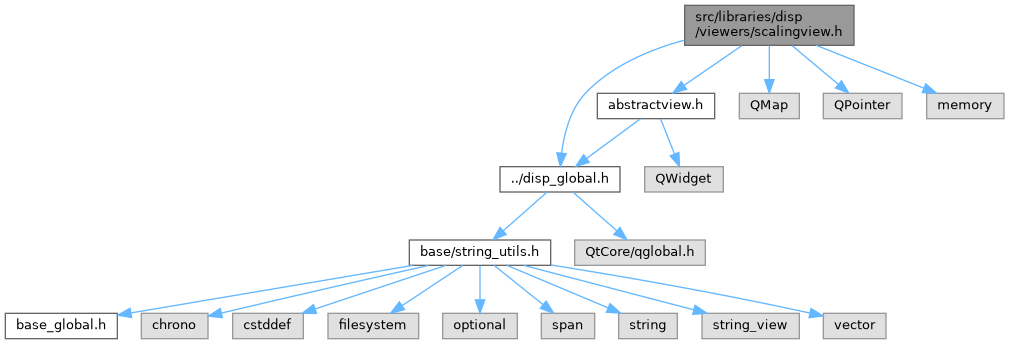 src/libraries/disp
/viewers/scalingview.h
abstractview.h
QMap
QPointer
memory
../disp_global.h
QWidget
base/string_utils.h
QtCore/qglobal.h
base_global.h
chrono
cstddef
filesystem
optional
span
string
string_view
vector